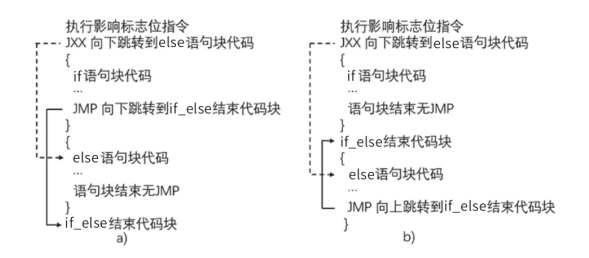 执行影响标志位指令
JXX 向下跳转到else语句块代码
{
if语句块代码
...
JMP 向下跳转到if_else结束代码块
}
{
else语句块代码
...
语句块结束无JMP
}
if_else结束代码块
a)
执行影响标志位指令
JXX 向下跳转到else语句块代码
{
if语句块代码
...
语句块结束无JMP
}
if_else结束代码块
{
else语句块代码
...
JMP 向上跳转到if_else结束代码块
}
b)